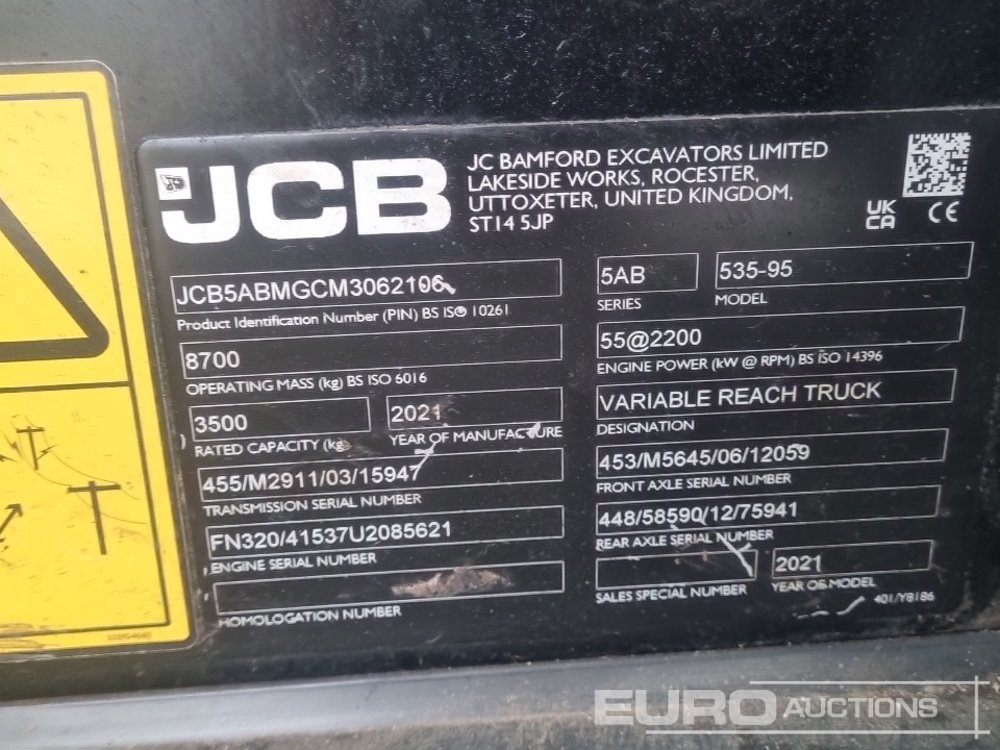 JCB
JC BAMFORD EXCAVATORS LIMITED
LAKESIDE WORKS, ROCESTER,
UTTOXETER, UNITED KINGDOM,
ST14 5JP
UK
CA
CE
JCB5ABMGCM3062106
Product Identification Number (PIN) BS ISO 10261
5AB
SERIES
535-95
MODEL
8700
OPERATING MASS (kg) BS ISO 6016
55@2200
ENGINE POWER (kW @ RPM) BS ISO 14396
3500
RATED CAPACITY (kg)
2021
YEAR OF MANUFACTURE
VARIABLE REACH TRUCK
DESIGNATION
455/M2911/03/15947
TRANSMISSION SERIAL NUMBER
453/M5645/06/12059
FRONT AXLE SERIAL NUMBER
FN320/41537U2085621
ENGINE SERIAL NUMBER
448/58590/12/75941
REAR AXLE SERIAL NUMBER
HOMOLOGATION NUMBER
SALES SPECIAL NUMBER
2021
YEAR OF MODEL
401/Y8186
EURO AUCTIONS